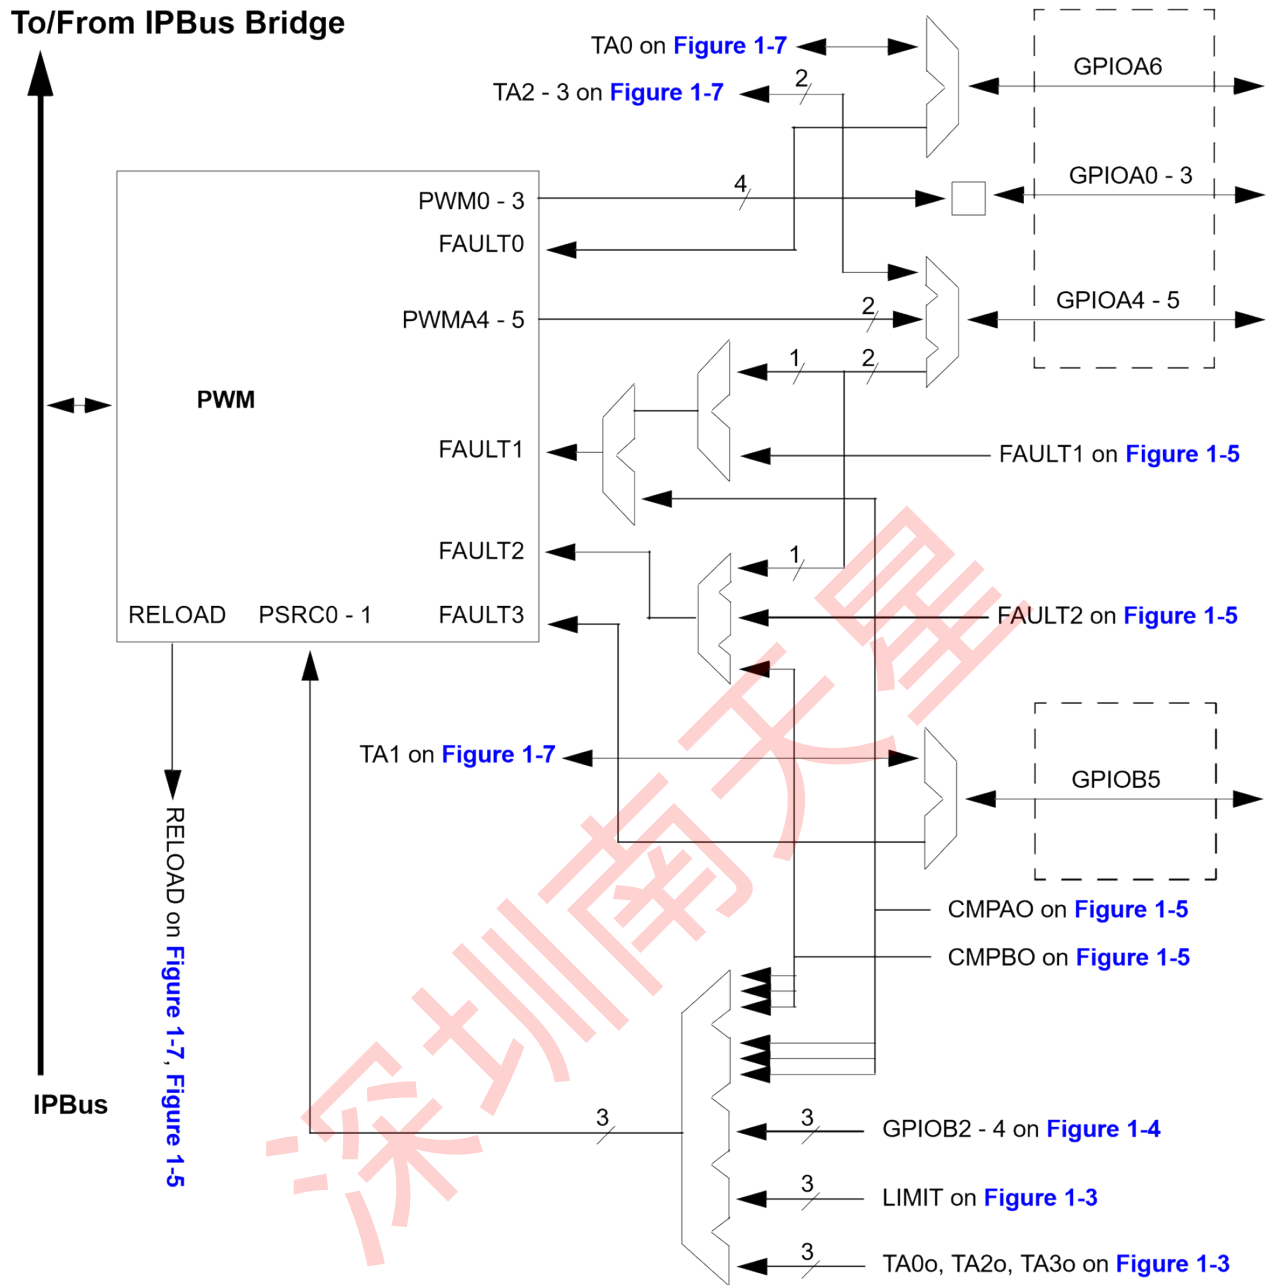 To/From IPBus Bridge
TA0 on Figure 1-7
GPIOA6
2
TA2 - 3 on Figure 1-7
GPIOA0 - 3
4
PWM0 - 3
FAULT0
GPIOA4 - 5
2
PWMA4 - 5
1
2
PWM
FAULT1
FAULT1 on Figure 1-5
FAULT2
1
RELOAD
PSRC0 - 1
FAULT3
FAULT2 on Figure 1-5
TA1 on Figure 1-7
GPIOB5
RELOAD on Figure 1-7, Figure 1-5
CMPAO on Figure 1-5
CMPBO on Figure 1-5
IPBus
3
3
GPIOB2 - 4 on Figure 1-4
3
LIMIT on Figure 1-3
3
TA0o, TA2o, TA3o on Figure 1-3
深圳南天星